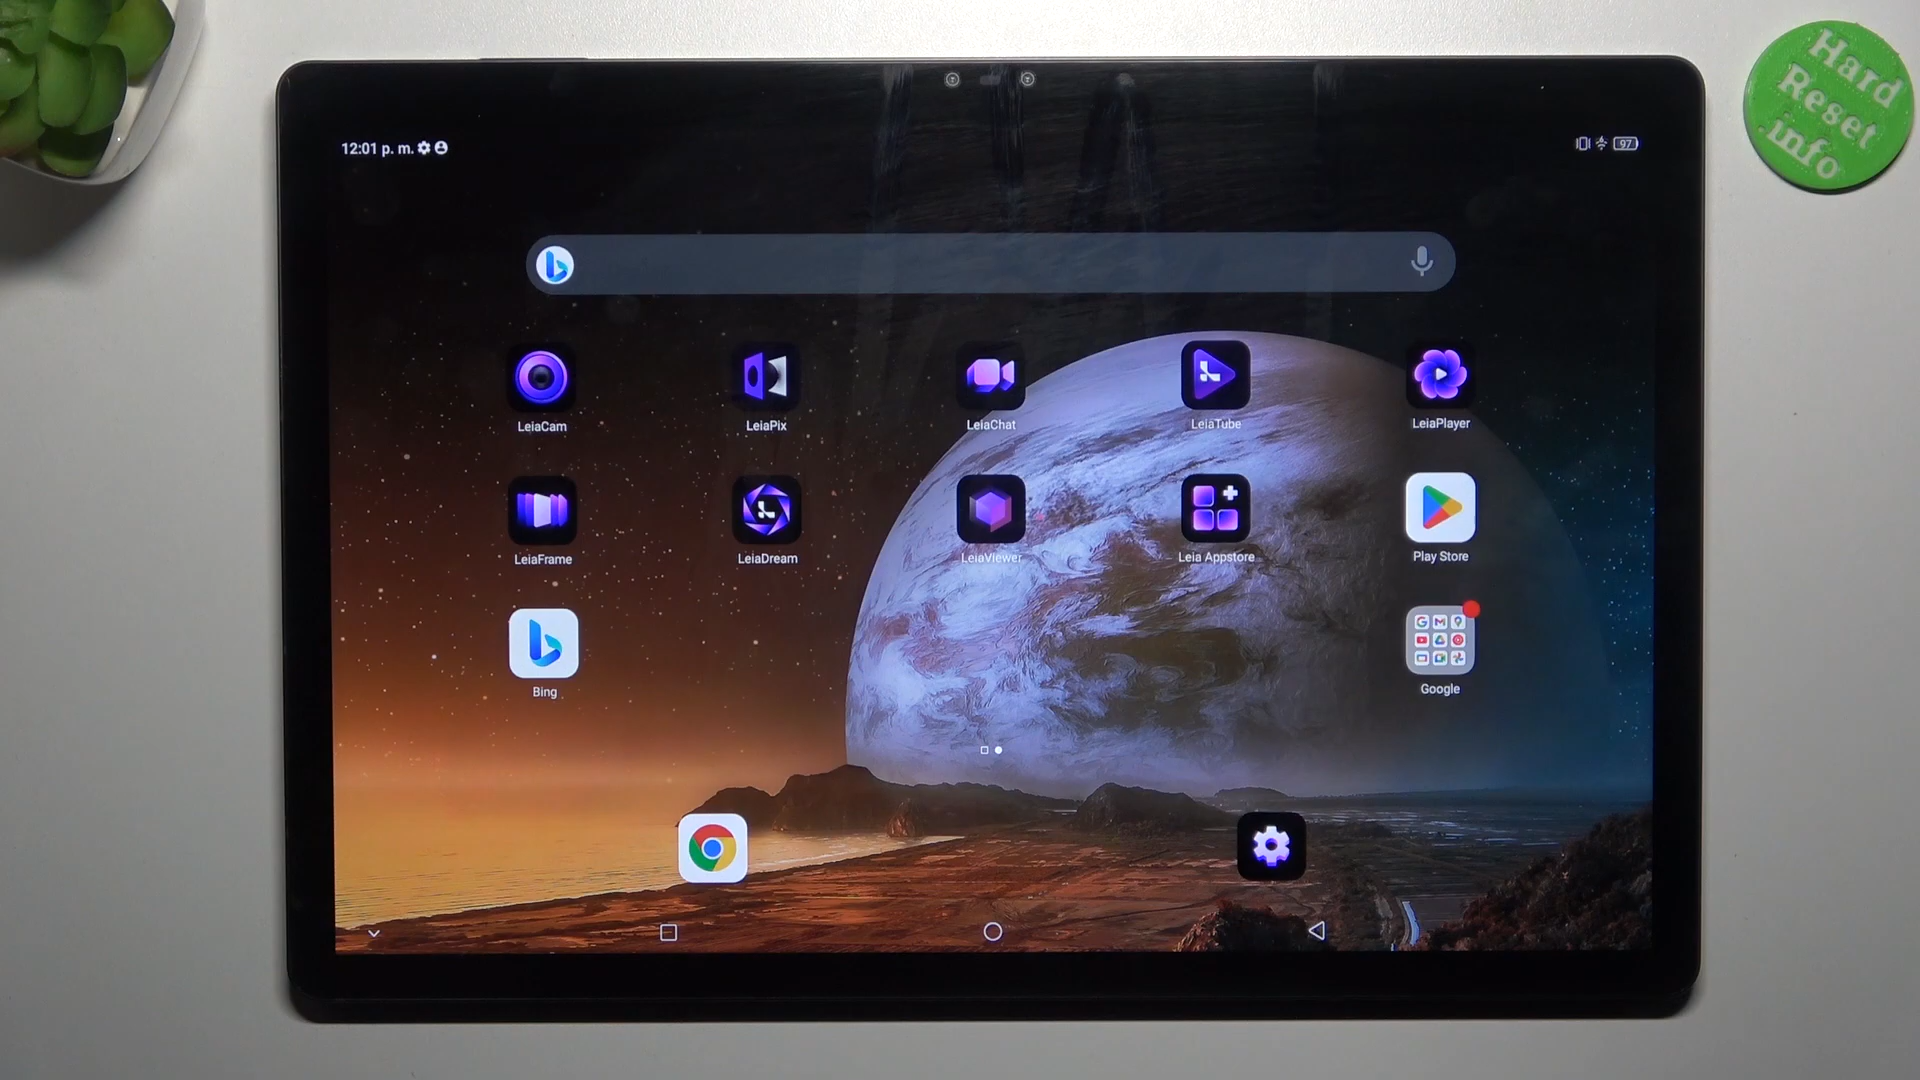 Hard
Reset
.info
12:01 p. m.
97
LeiaCam
LeiaPix
LeiaChat
LeiaTube
LeiaPlayer
LeiaFrame
LeiaDream
LeiaViewer
Leia Appstore
Play Store
Bing
Google